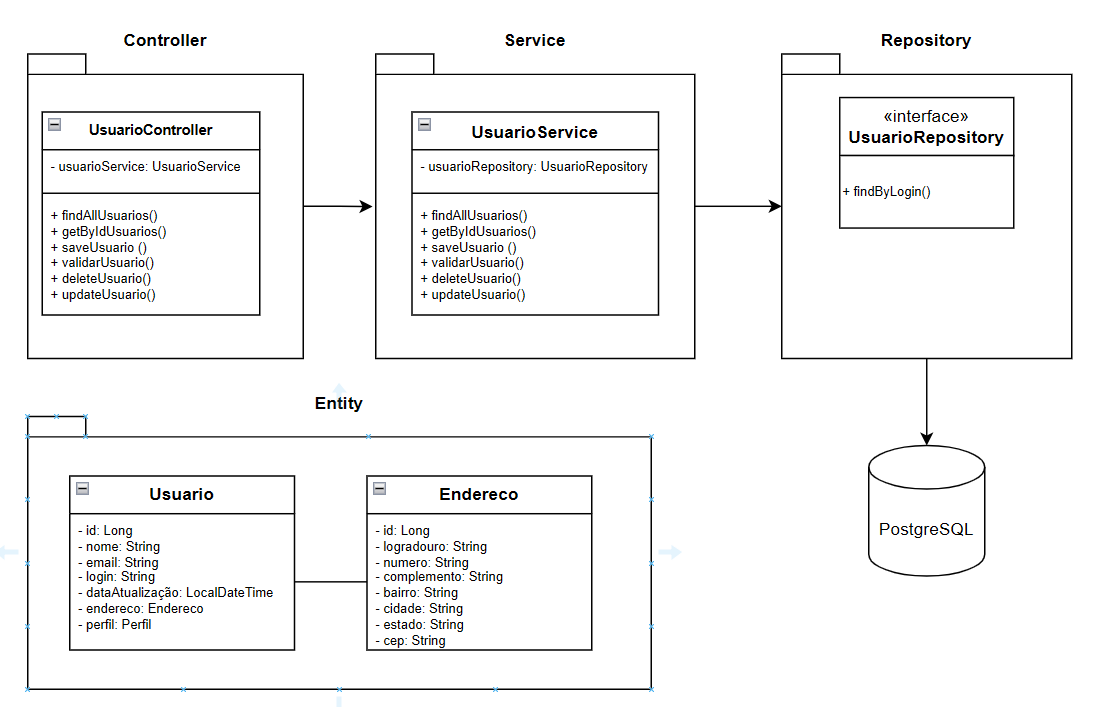 Controller
UsuarioController
- usuarioService: UsuarioService
+ findAllUsuarios()
+ getByIdUsuarios()
+ saveUsuario ()
+ validarUsuario()
+ deleteUsuario()
+ updateUsuario()
Service
UsuarioService
- usuarioRepository: UsuarioRepository
+ findAllUsuarios()
+ getByIdUsuarios()
+ saveUsuario ()
+ validarUsuario()
+ deleteUsuario()
+ updateUsuario()
Repository
«interface»
UsuarioRepository
+ findByLogin()
Entity
Usuario
- id: Long
- nome: String
- email: String
- login: String
- dataAtualização: LocalDateTime
- endereco: Endereco
- perfil: Perfil
Endereco
- id: Long
- logradouro: String
- numero: String
- complemento: String
- bairro: String
- cidade: String
- estado: String
- cep: String
PostgreSQL